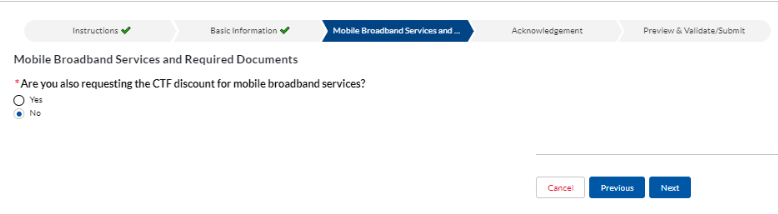 Instructions ✔ Basic Information ✔ Mobile Broadband Services and ... Acknowledgement Preview & Validate/Submit
Mobile Broadband Services and Required Documents
*Are you also requesting the CTF discount for mobile broadband services?
Yes
No
Cancel Previous Next